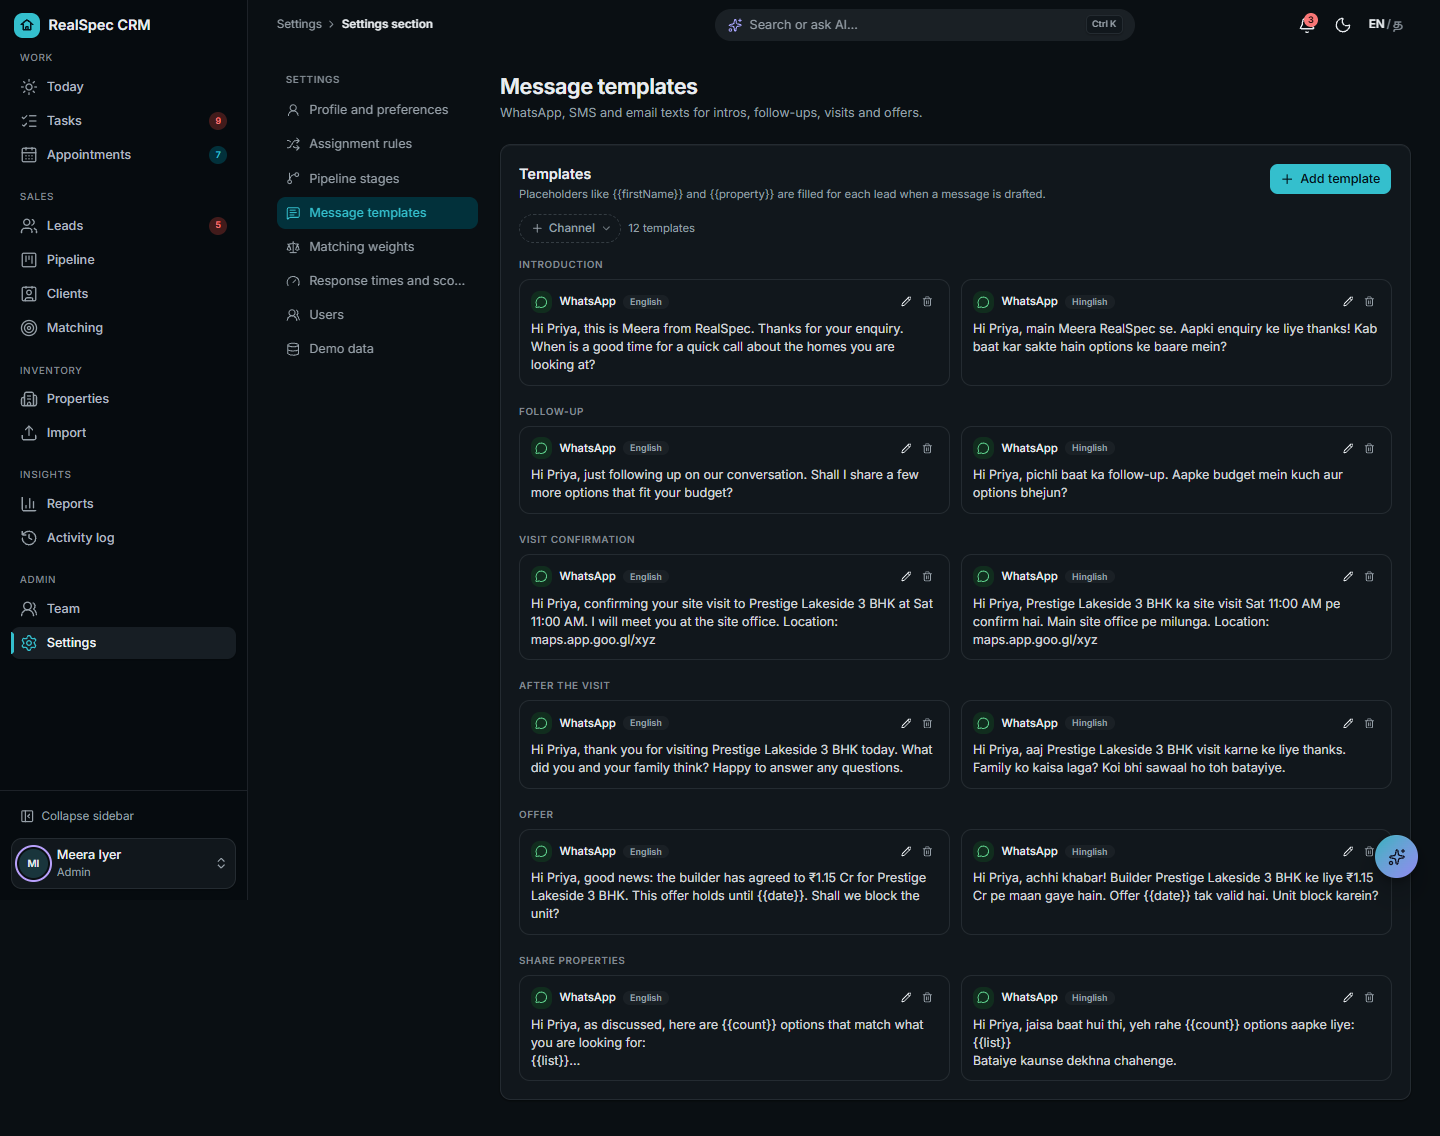 RealSpec CRM
WORK
Today
Tasks 9
Appointments 7
SALES
Leads 5
Pipeline
Clients
Matching
INVENTORY
Properties
Import
INSIGHTS
Reports
Activity log
ADMIN
Team
Settings
Collapse sidebar
MI
Meera Iyer
Admin
Settings > Settings section
Search or ask AI... Ctrl K
3
EN / த
SETTINGS
Profile and preferences
Assignment rules
Pipeline stages
Message templates
Matching weights
Response times and sco...
Users
Demo data
Message templates
WhatsApp, SMS and email texts for intros, follow-ups, visits and offers.
Templates
Placeholders like {{firstName}} and {{property}} are filled for each lead when a message is drafted.
+ Add template
+ Channel
12 templates
INTRODUCTION
WhatsApp English
Hi Priya, this is Meera from RealSpec. Thanks for your enquiry.
When is a good time for a quick call about the homes you are
looking at?
WhatsApp Hinglish
Hi Priya, main Meera RealSpec se. Aapki enquiry ke liye thanks! Kab
baat kar sakte hain options ke baare mein?
FOLLOW-UP
WhatsApp English
Hi Priya, just following up on our conversation. Shall I share a few
more options that fit your budget?
WhatsApp Hinglish
Hi Priya, pichli baat ka follow-up. Aapke budget mein kuch aur
options bhejun?
VISIT CONFIRMATION
WhatsApp English
Hi Priya, confirming your site visit to Prestige Lakeside 3 BHK at Sat
11:00 AM. I will meet you at the site office. Location:
maps.app.goo.gl/xyz
WhatsApp Hinglish
Hi Priya, Prestige Lakeside 3 BHK ka site visit Sat 11:00 AM pe
confirm hai. Main site office pe milunga. Location:
maps.app.goo.gl/xyz
AFTER THE VISIT
WhatsApp English
Hi Priya, thank you for visiting Prestige Lakeside 3 BHK today. What
did you and your family think? Happy to answer any questions.
WhatsApp Hinglish
Hi Priya, aaj Prestige Lakeside 3 BHK visit karne ke liye thanks.
Family ko kaisa laga? Koi bhi sawaal ho toh batayiye.
OFFER
WhatsApp English
Hi Priya, good news: the builder has agreed to ₹1.15 Cr for Prestige
Lakeside 3 BHK. This offer holds until {{date}}. Shall we block the
unit?
WhatsApp Hinglish
Hi Priya, achhi khabar! Builder Prestige Lakeside 3 BHK ke liye ₹1.15
Cr pe maan gaye hain. Offer {{date}} tak valid hai. Unit block karein?
SHARE PROPERTIES
WhatsApp English
Hi Priya, as discussed, here are {{count}} options that match what
you are looking for:
{{list}}...
WhatsApp Hinglish
Hi Priya, jaisa baat hui thi, yeh rahe {{count}} options aapke liye:
{{list}}
Bataiye kaunse dekhna chahenge.